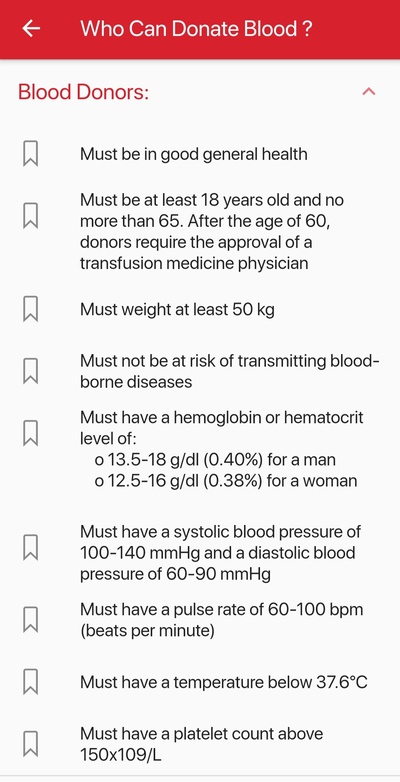 Who Can Donate Blood ?
Blood Donors:
Must be in good general health
Must be at least 18 years old and no
more than 65. After the age of 60,
donors require the approval of a
transfusion medicine physician
Must weight at least 50 kg
Must not be at risk of transmitting blood-
borne diseases
Must have a hemoglobin or hematocrit
level of:
o 13.5-18 g/dl (0.40%) for a man
o 12.5-16 g/dl (0.38%) for a woman
Must have a systolic blood pressure of
100-140 mmHg and a diastolic blood
pressure of 60-90 mmHg
Must have a pulse rate of 60-100 bpm
(beats per minute)
Must have a temperature below 37.6°C
Must have a platelet count above
150x109/L